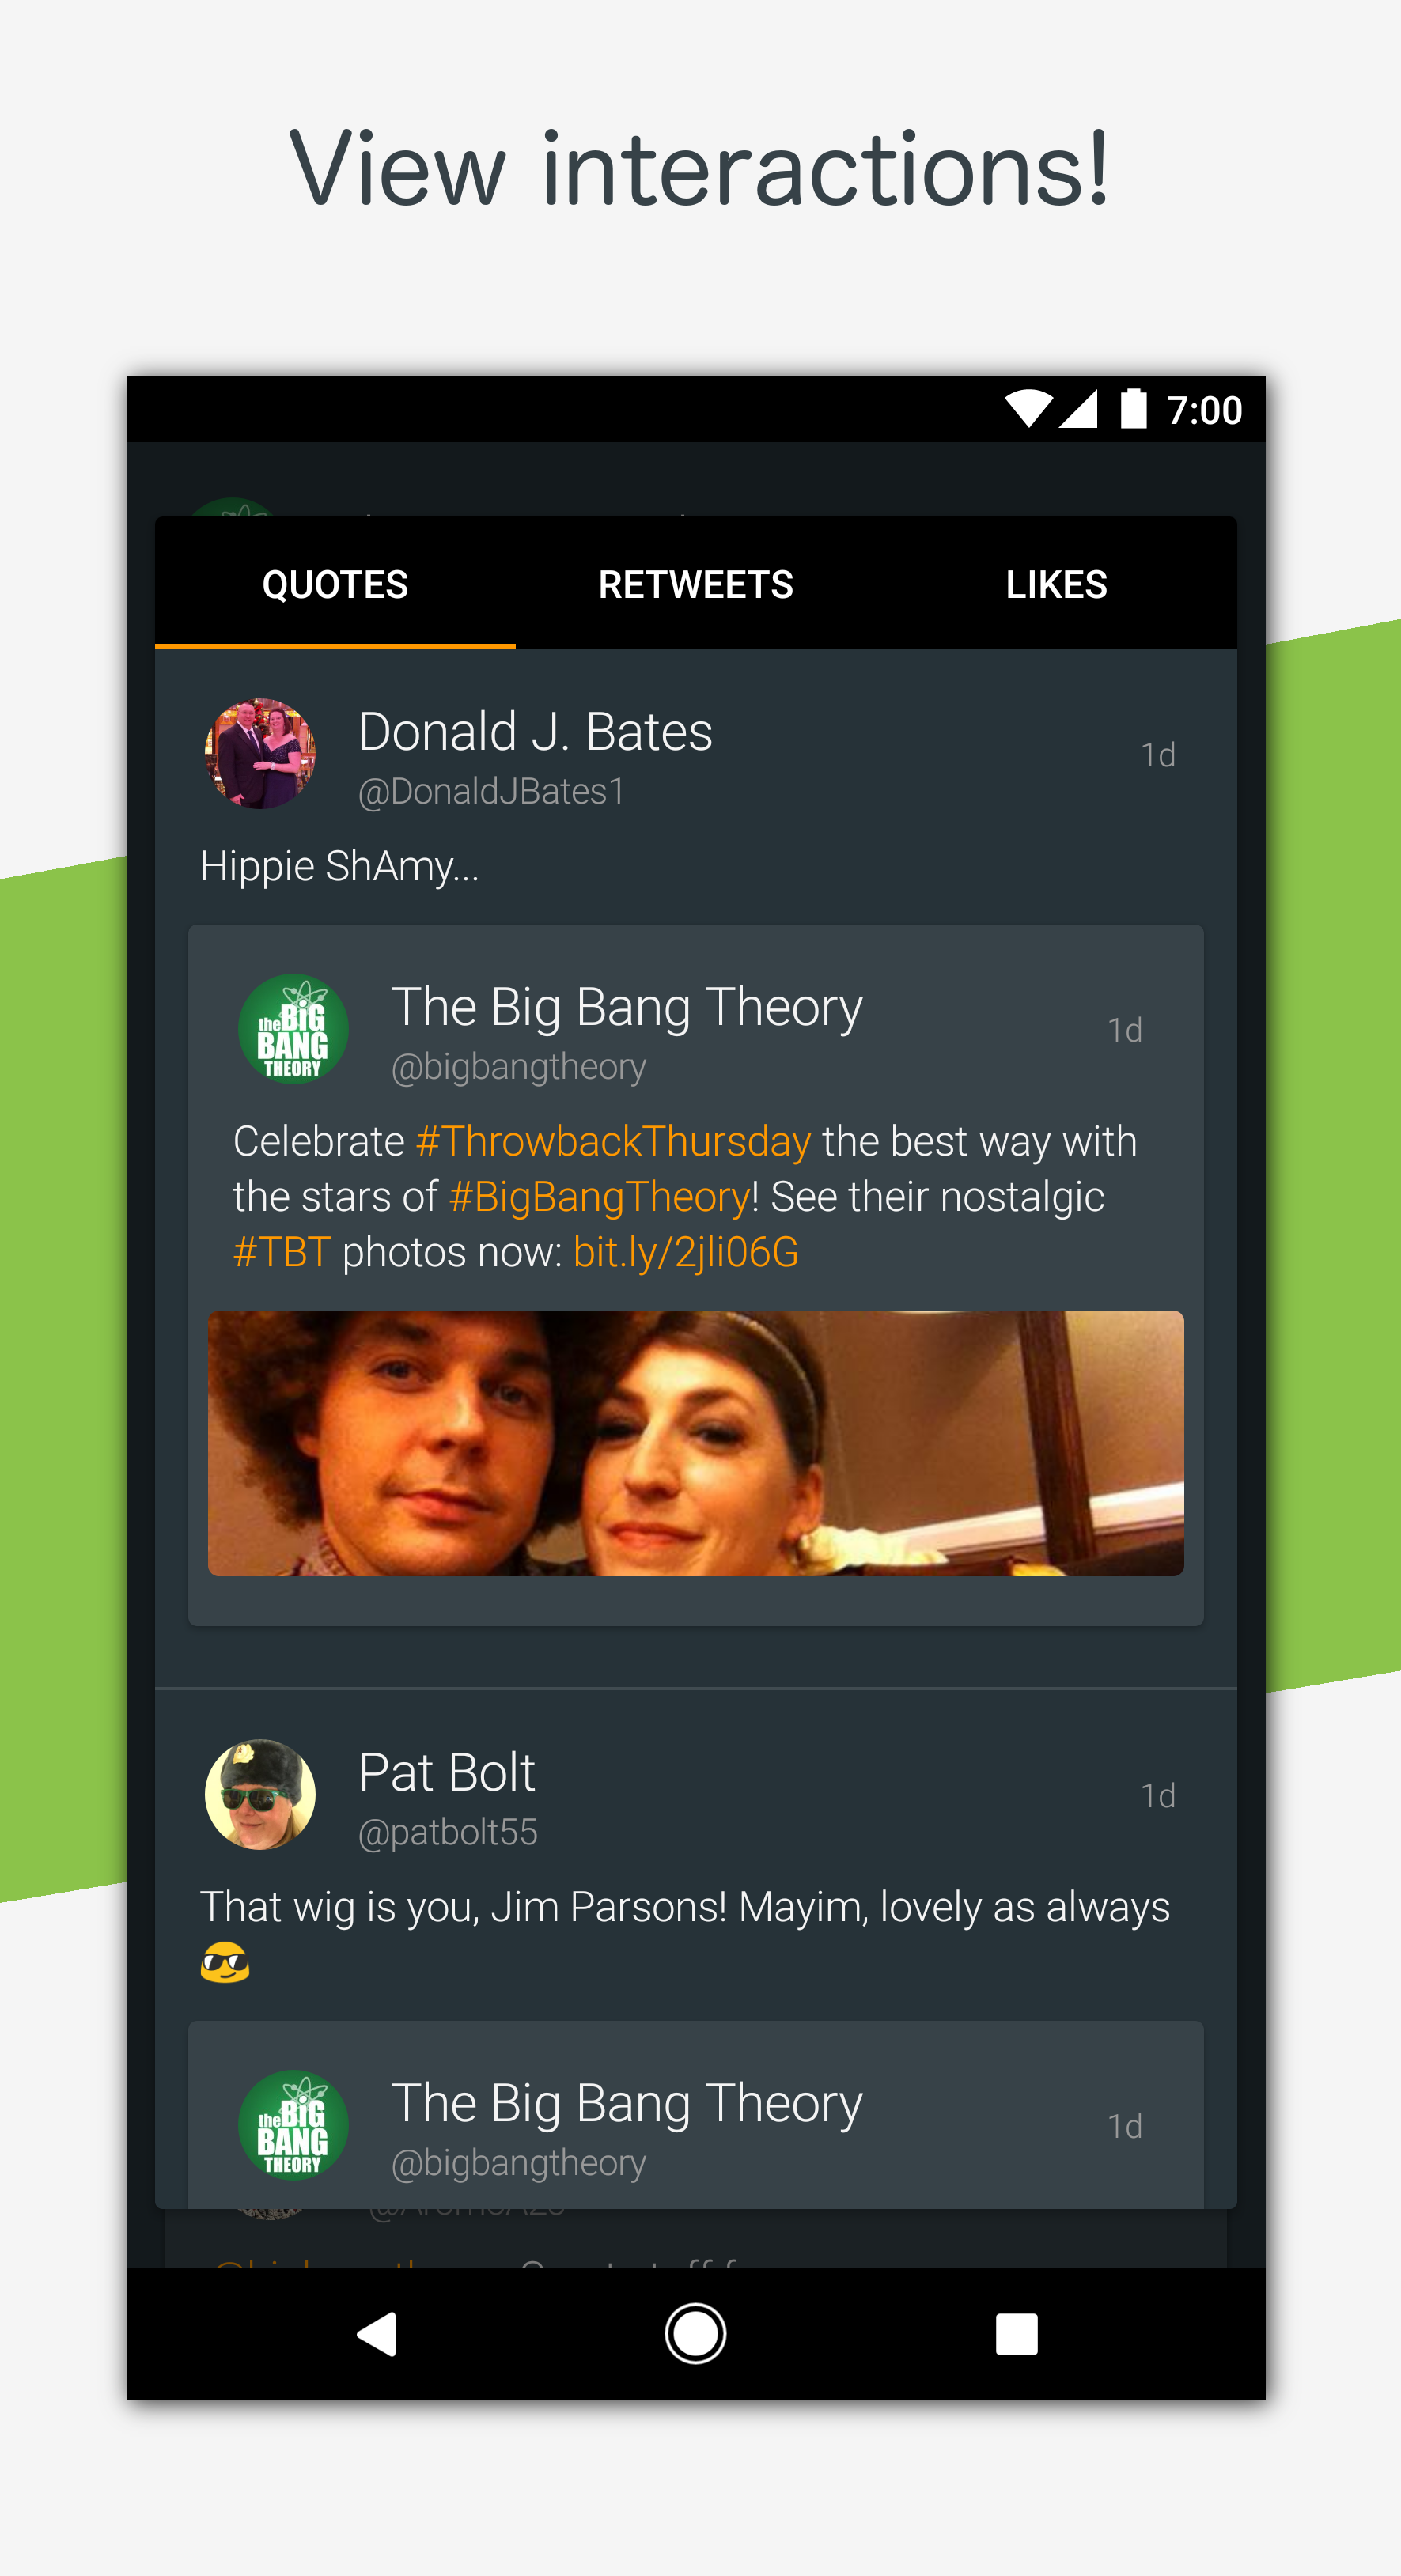 View interactions!
7:00
QUOTES RETWEETS LIKES
Donald J. Bates
1d
@DonaldJBates1
Hippie ShAmy...
the BIG
BANG
THEORY
The Big Bang Theory
1d
@bigbangtheory
Celebrate #ThrowbackThursday the best way with
the stars of #BigBangTheory! See their nostalgic
#TBT photos now: bit.ly/2jli06G
Pat Bolt
1d
@patbolt55
That wig is you, Jim Parsons! Mayim, lovely as always
😎
the BIG
BANG
THEORY
The Big Bang Theory
1d
@bigbangtheory